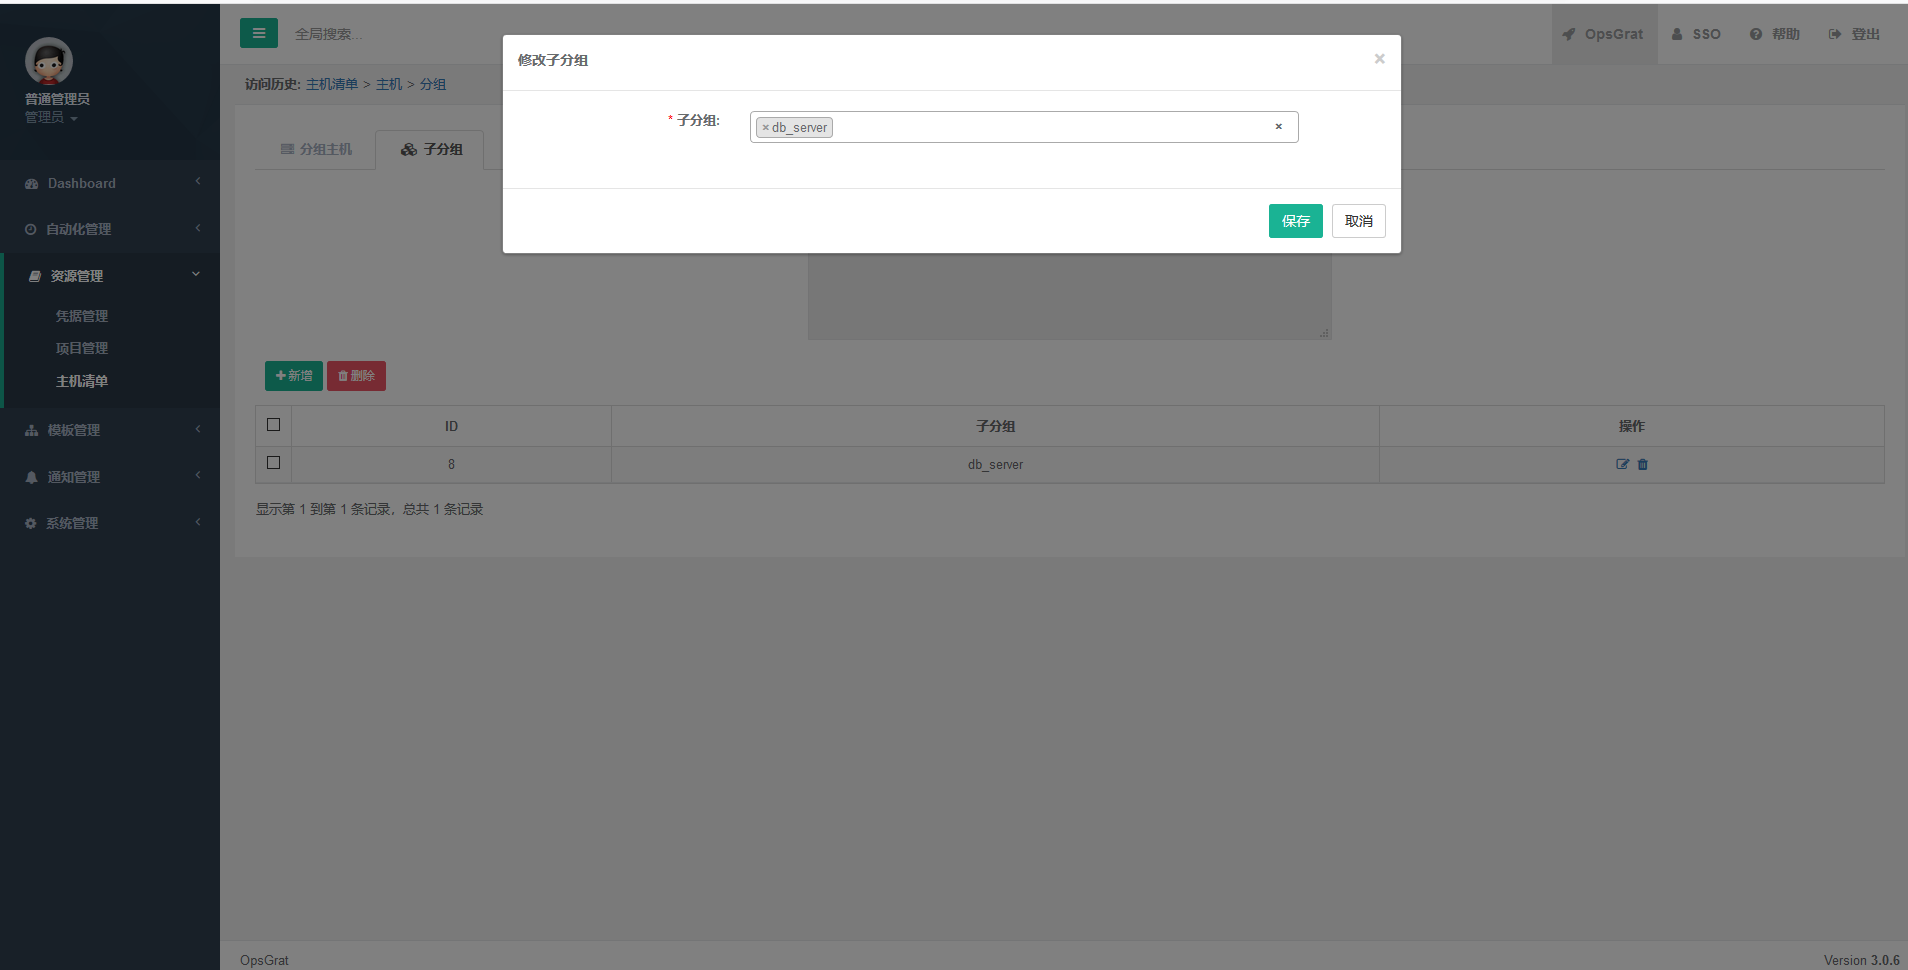 普通管理员
管理员
Dashboard
自动化管理
资源管理
凭据管理
项目管理
主机清单
模板管理
通知管理
系统管理
全局搜索...
OpsGrat
SSO
帮助
登出
访问历史: 主机清单 > 主机 > 分组
分组主机
子分组
修改子分组
×
* 子分组:
× db_server
×
保存
取消
新增
删除
ID 子分组 操作
8 db_server
显示第 1 到第 1 条记录，总共 1 条记录
OpsGrat
Version 3.0.6